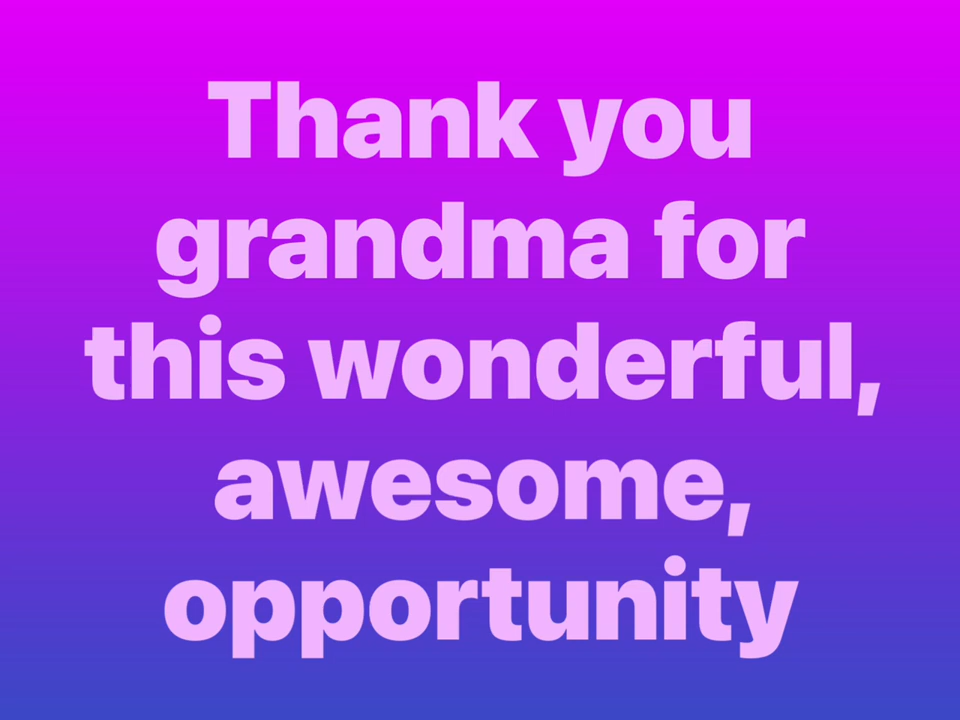 Thank you
grandma for
this wonderful,
awesome,
opportunity